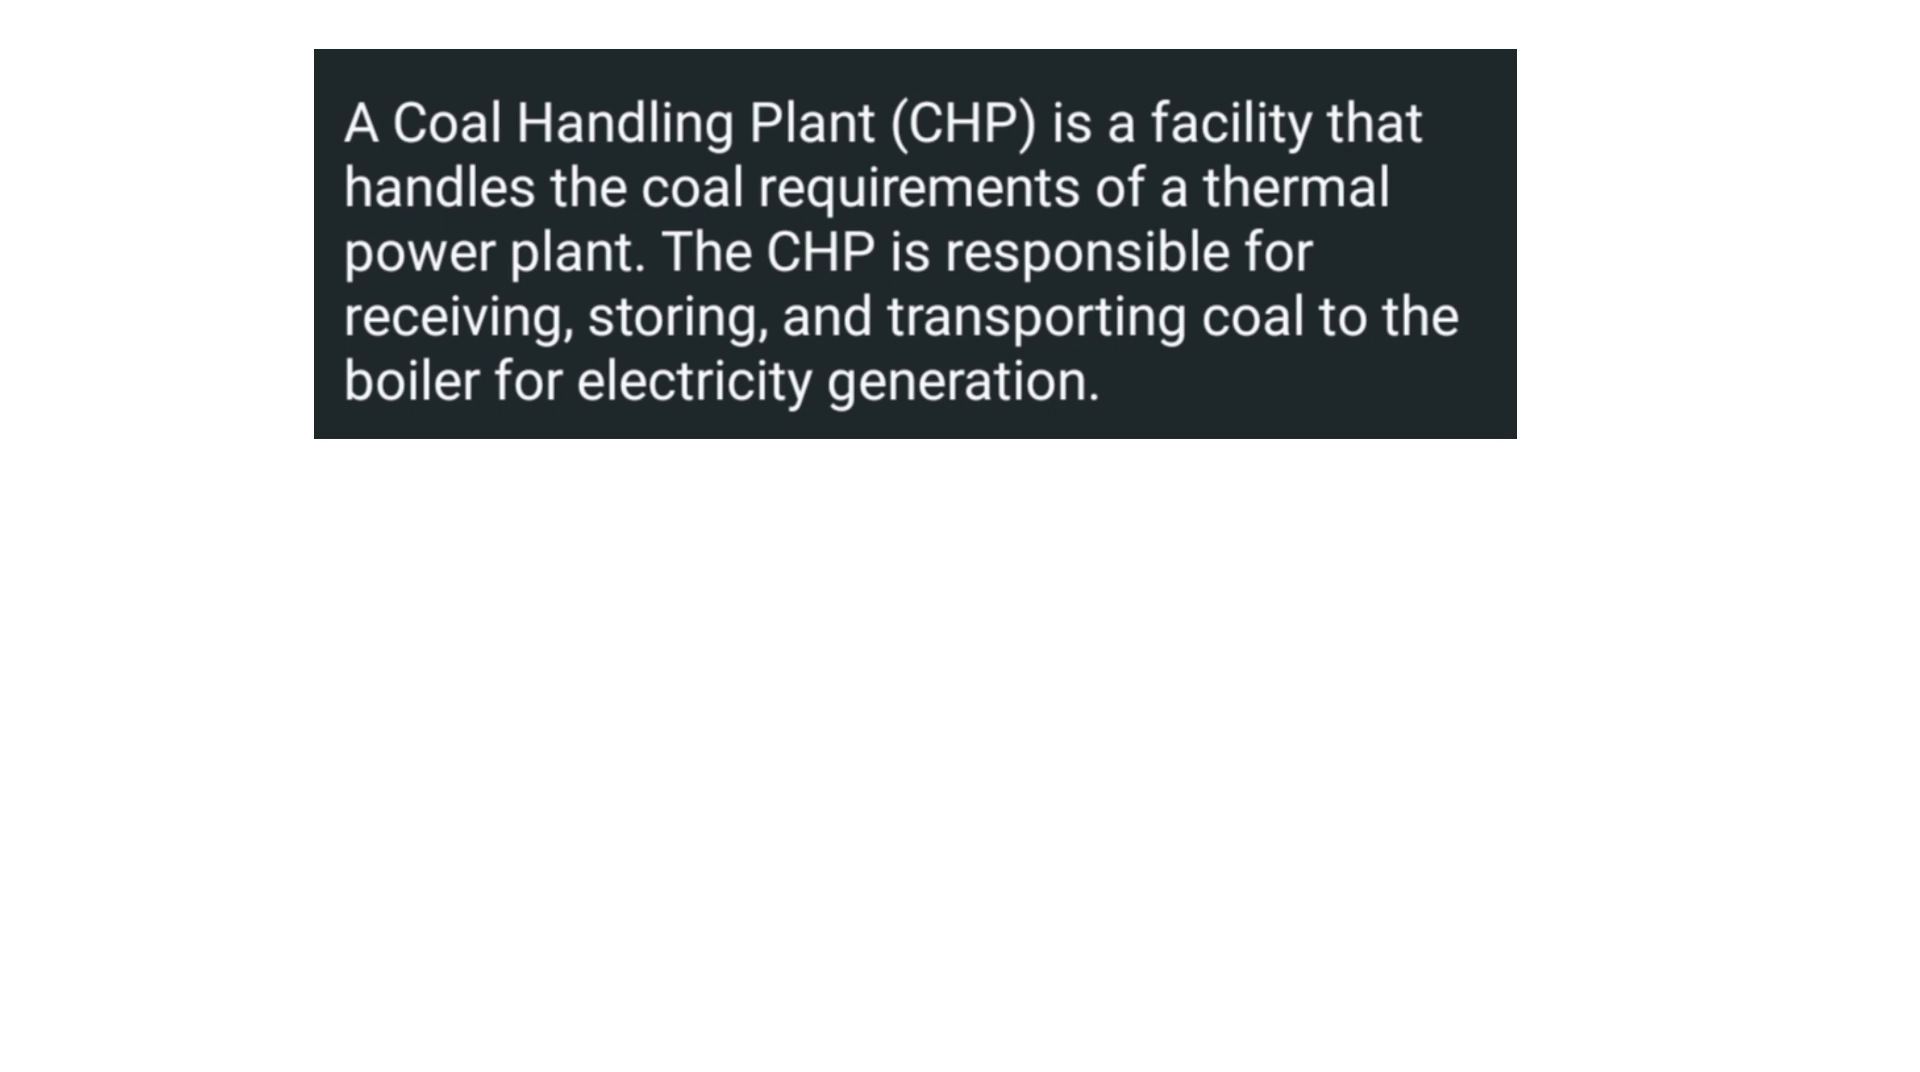 A Coal Handling Plant (CHP) is a facility that
handles the coal requirements of a thermal
power plant. The CHP is responsible for
receiving, storing, and transporting coal to the
boiler for electricity generation.